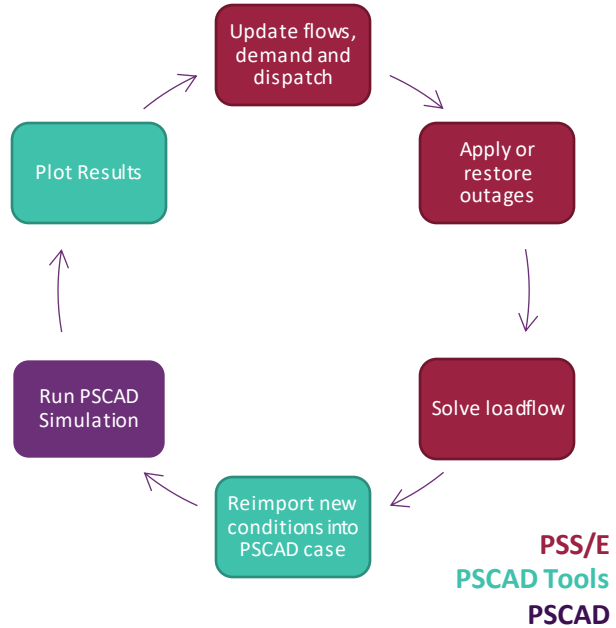 Update flows,
demand and
dispatch
Apply or
restore
outages
Plot Results
Solve loadflow
Run PSCAD
Simulation
Reimport new
conditions into
PSCAD case
PSS/E
PSCAD Tools
PSCAD